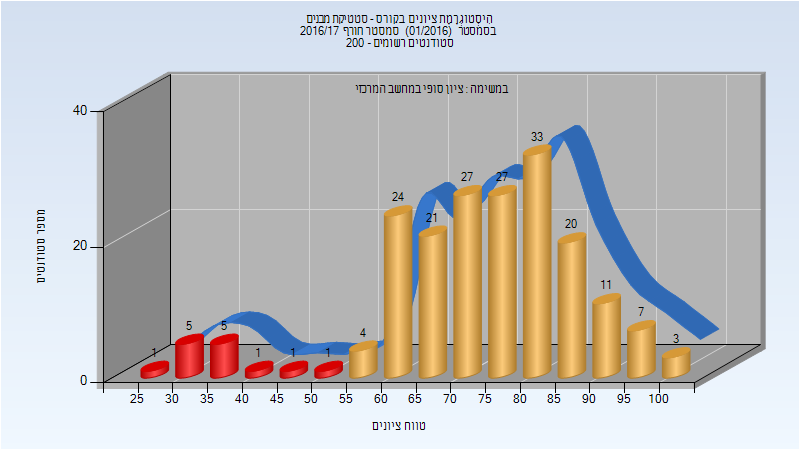 היסטוגרמת ציונים בקורס - סטטיקת מבנים
בסמסטר (01/2016) סמסטר חורף 2016/17
סטודנטים רשומים - 200
במשימה : ציון סופי במחשב המרכזי
מספר סטודנטים
40
20
0
1 5 5 1 1 1 4 24 21 27 27 33 20 11 7 3
25 30 35 40 45 50 55 60 65 70 75 80 85 90 95 100
טווח ציונים